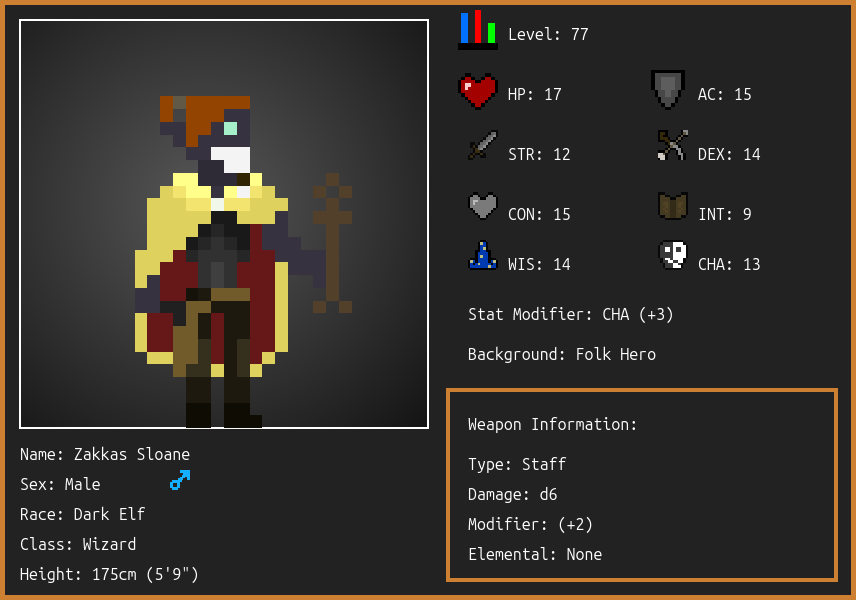 Level: 77
HP: 17
AC: 15
STR: 12
DEX: 14
CON: 15
INT: 9
WIS: 14
CHA: 13
Stat Modifier: CHA (+3)
Background: Folk Hero
Weapon Information:
Type: Staff
Damage: d6
Modifier: (+2)
Elemental: None
Name: Zakkas Sloane
Sex: Male
Race: Dark Elf
Class: Wizard
Height: 175cm (5'9")